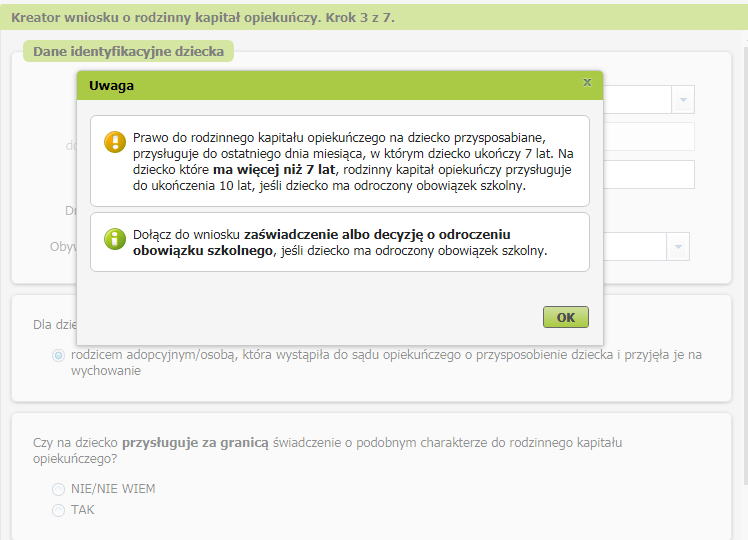 Kreator wniosku o rodzinny kapitał opiekuńczy. Krok 3 z 7.
Dane identyfikacyjne dziecka
Uwaga
x
Prawo do rodzinnego kapitału opiekuńczego na dziecko przysposabiane,
przysługuje do ostatniego dnia miesiąca, w którym dziecko ukończy 7 lat. Na
dziecko które ma więcej niż 7 lat, rodzinny kapitał opiekuńczy przysługuje
do ukończenia 10 lat, jeśli dziecko ma odroczony obowiązek szkolny.
Dołącz do wniosku zaświadczenie albo decyzję o odroczeniu
obowiązku szkolnego, jeśli dziecko ma odroczony obowiązek szkolny.
OK
Dla
rodzicem adopcyjnym/osobą, która wystąpiła do sądu opiekuńczego o przysposobienie dziecka i przyjęła je na
wychowanie
Czy na dziecko przysługuje za granicą świadczenie o podobnym charakterze do rodzinnego kapitału
opiekuńczego?
NIE/NIE WIEM
TAK